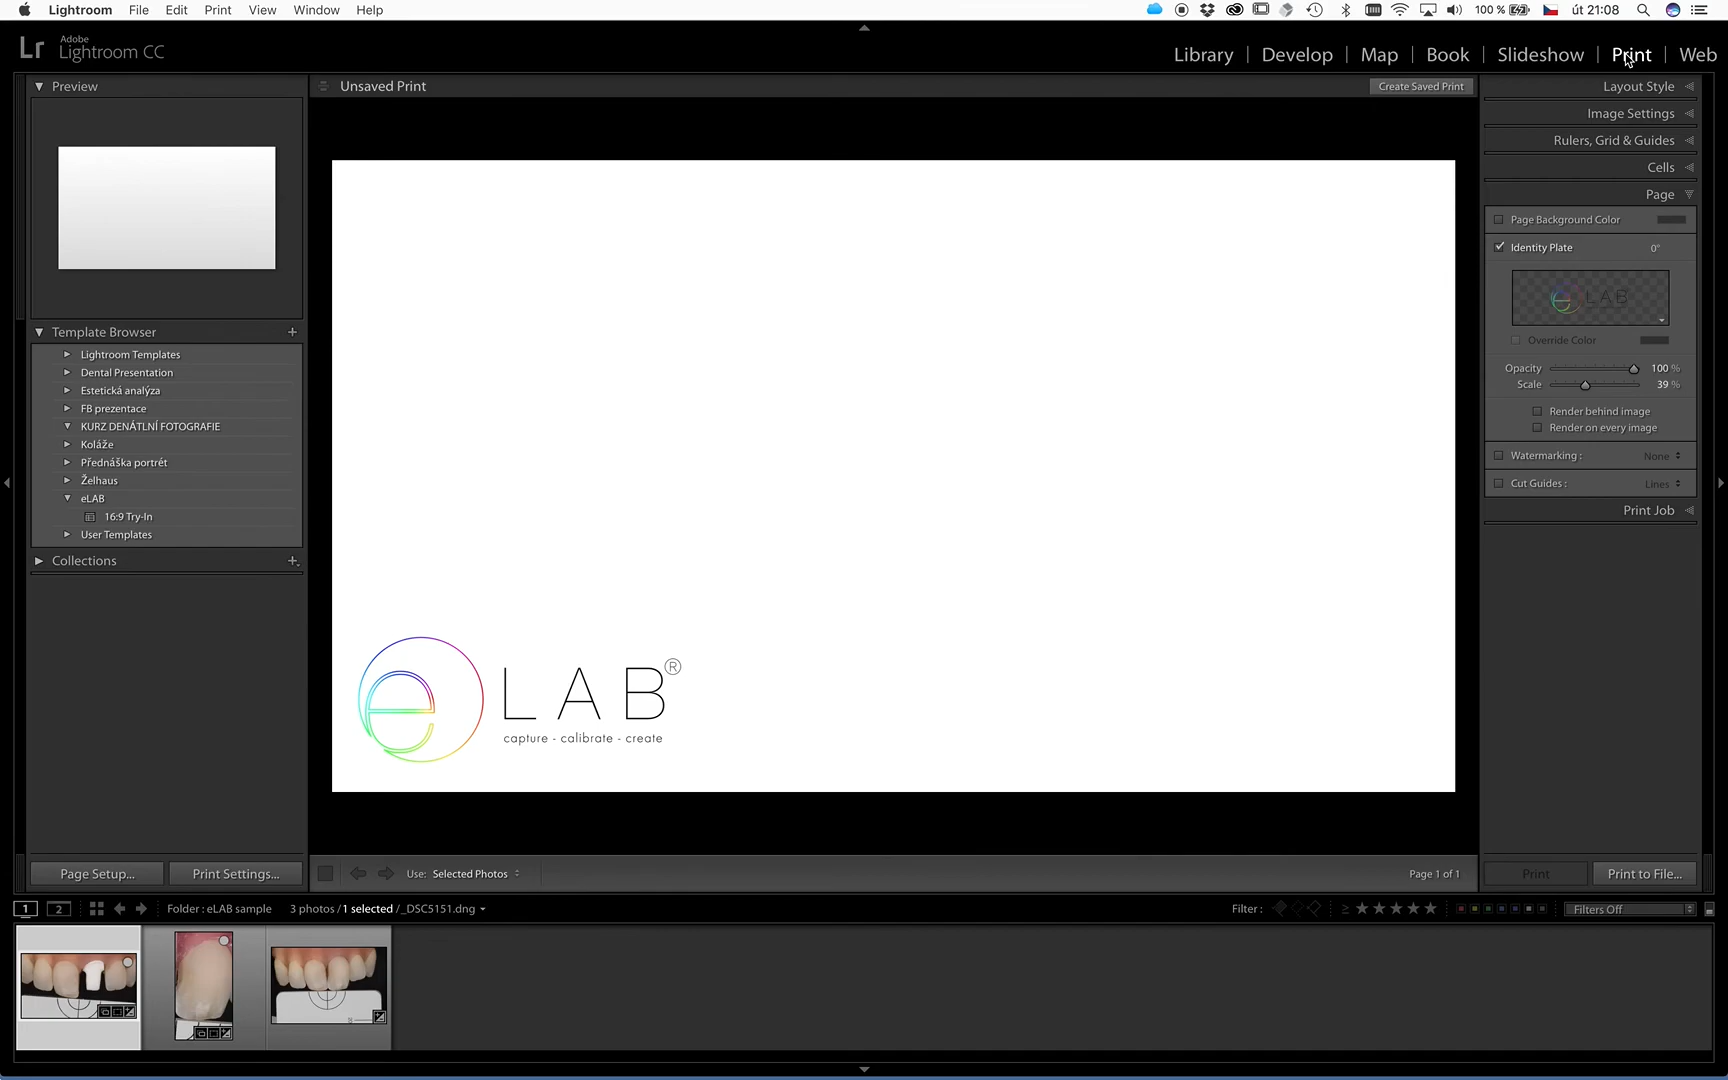 Lightroom File Edit Print View Window Help 100 % út 21:08
Lr Adobe Lightroom CC
Library | Develop | Map | Book | Slideshow | Print | Web
Preview
Unsaved Print
Create Saved Print
Layout Style
Image Settings
Rulers, Grid & Guides
Cells
Page
Page Background Color
Identity Plate 0°
e LAB
Override Color
Opacity 100 %
Scale 39 %
Render behind image
Render on every image
Watermarking : None
Cut Guides : Lines
Print Job
Template Browser
Lightroom Templates
Dental Presentation
Estetická analýza
FB prezentace
KURZ DENÁTLNÍ FOTOGRAFIE
Koláže
Přednáška portrét
Želhaus
eLAB
16:9 Try-In
User Templates
Collections
e LAB®
capture - calibrate - create
Page Setup... Print Settings...
Use: Selected Photos
Page 1 of 1
Print Print to File...
1 2 Folder : eLAB sample 3 photos / 1 selected / _DSC5151.dng
Filter : ≥ ★★★★★ Filters Off